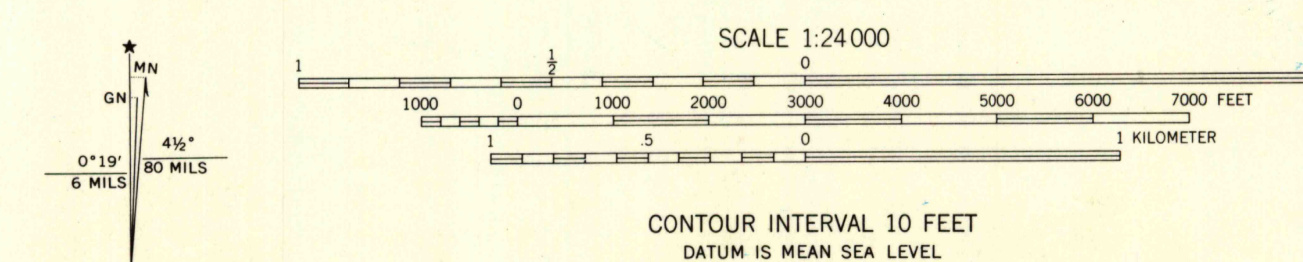 ★
MN
GN
0°19'
6 MILS
4½°
80 MILS
SCALE 1:24 000
1 ½ 0
1000 0 1000 2000 3000 4000 5000 6000 7000 FEET
1 .5 0 1 KILOMETER
CONTOUR INTERVAL 10 FEET
DATUM IS MEAN SEA LEVEL